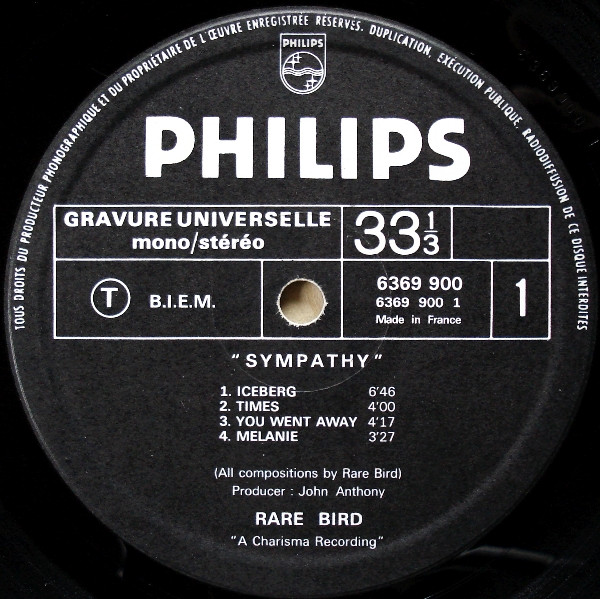 TOUS DROITS DU PRODUCTEUR PHONOGRAPHIQUE ET DU PROPRIÉTAIRE DE L'ŒUVRE ENREGISTRÉE RÉSERVÉS. DUPLICATION, EXÉCUTION PUBLIQUE, RADIODIFFUSION DE CE DISQUE INTERDITES
PHILIPS
PHILIPS
GRAVURE UNIVERSELLE
mono/stéréo
33 1/3
T B.I.E.M.
6369 900
6369 900 1
Made in France
1
"SYMPATHY"
1. ICEBERG 6'46
2. TIMES 4'00
3. YOU WENT AWAY 4'17
4. MELANIE 3'27
(All compositions by Rare Bird)
Producer : John Anthony
RARE BIRD
"A Charisma Recording"